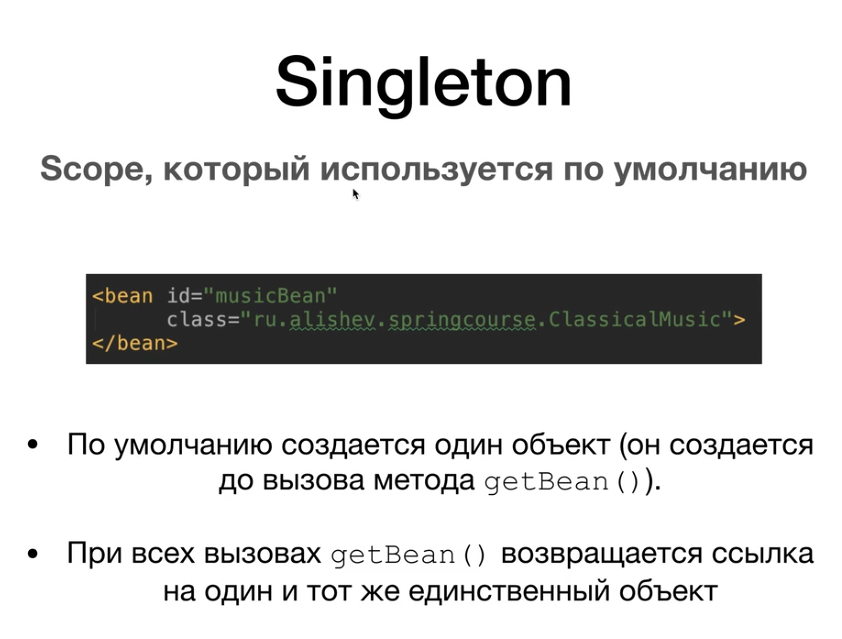 Singleton
Scope, который используется по умолчанию
<bean id="musicBean"
class="ru.alishev.springcourse.ClassicalMusic">
</bean>
• По умолчанию создается один объект (он создается
до вызова метода getBean()).
• При всех вызовах getBean() возвращается ссылка
на один и тот же единственный объект